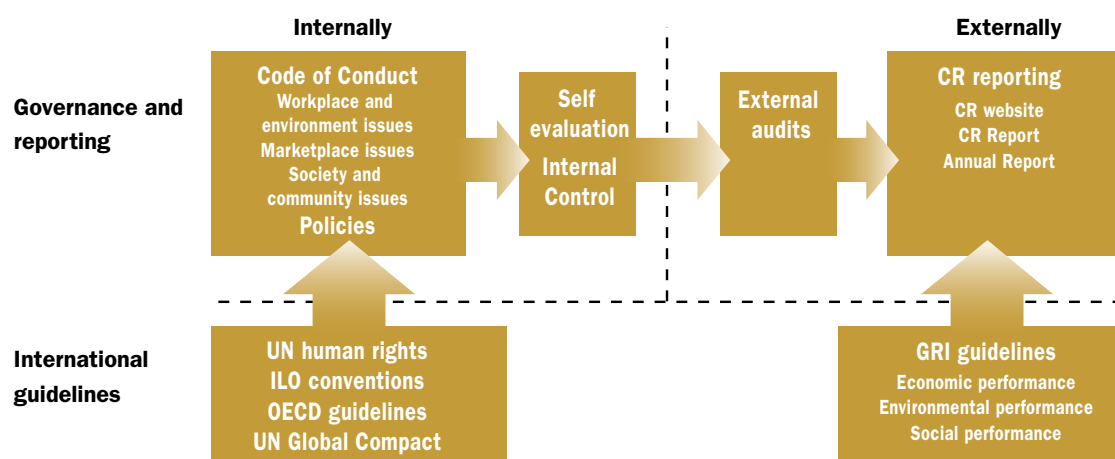 Internally
Externally
Governance and
reporting
Code of Conduct
Workplace and
environment issues
Marketplace issues
Society and
community issues
Policies
Self
evaluation
Internal
Control
External
audits
CR reporting
CR website
CR Report
Annual Report
International
guidelines
UN human rights
ILO conventions
OECD guidelines
UN Global Compact
GRI guidelines
Economic performance
Environmental performance
Social performance